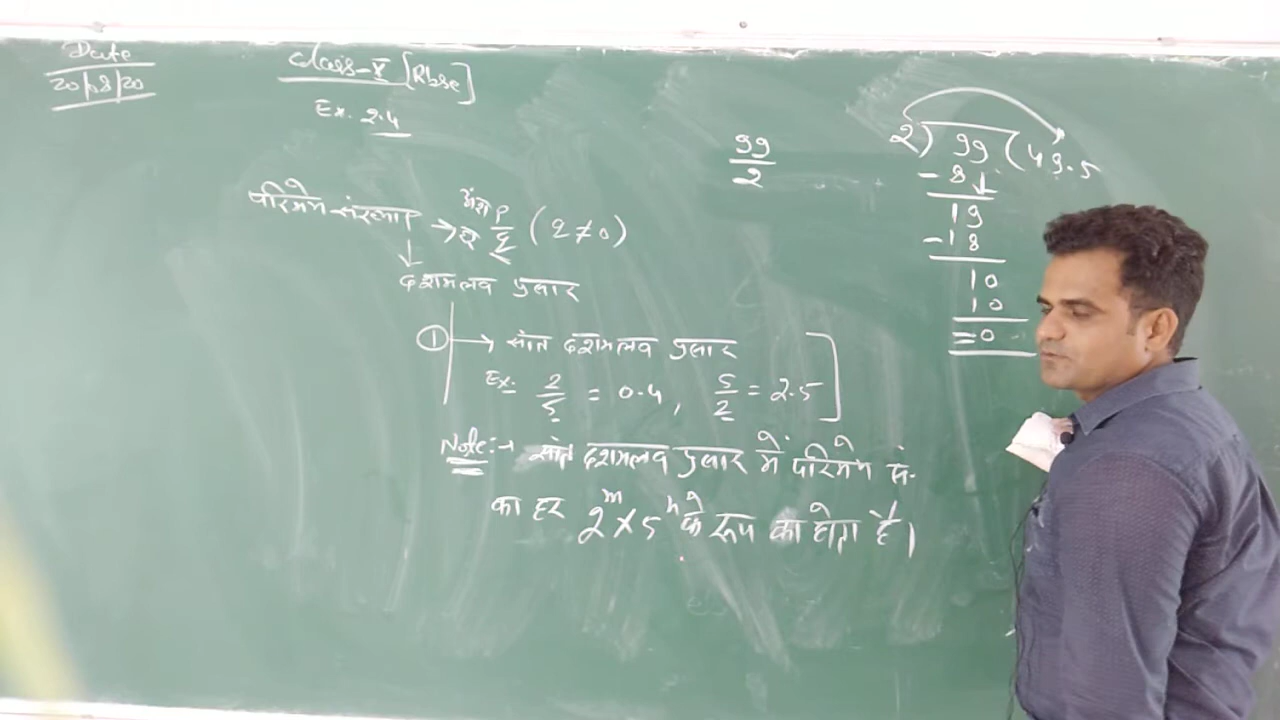 Date
20/08/20
Class-X [Rbse]
Ex. 2.4
परिमेय संख्या → अंश p
हर q (q ≠ 0)
↓
दशमलव प्रसार
① → सांत दशमलव प्रसार
Ex. 2/5 = 0.4, 5/2 = 2.5
Note:→ सांत दशमलव प्रसार में परिमेय सं.
का हर 2^m × 5^n के रूप का होता है।
99
2
2) 99 (49.5
- 8↓
19
-18
10
10
=0